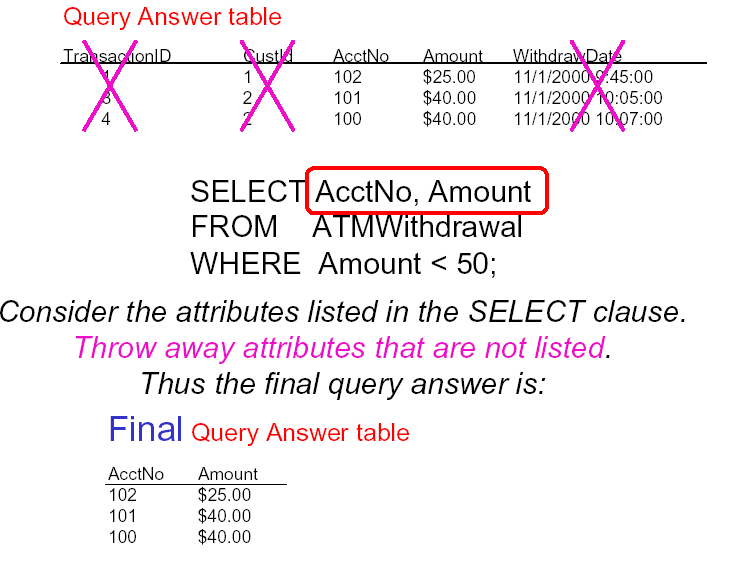 Query Answer table
TransactionID CustId AcctNo Amount WithdrawDate
1 1 102 $25.00 11/1/2000 9:45:00
3 2 101 $40.00 11/1/2000 10:05:00
4 2 100 $40.00 11/1/2000 10:07:00
SELECT AcctNo, Amount
FROM ATMWithdrawal
WHERE Amount < 50;
Consider the attributes listed in the SELECT clause.
Throw away attributes that are not listed.
Thus the final query answer is:
Final Query Answer table
AcctNo Amount
102 $25.00
101 $40.00
100 $40.00